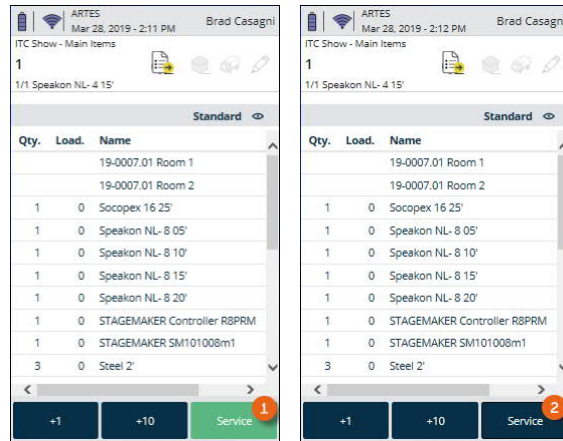 ARTES
Mar 28, 2019 - 2:11 PM
Brad Casagni
ITC Show - Main Items
1
1/1 Speakon NL- 4 15'
Standard
Qty. Load. Name
19-0007.01 Room 1
19-0007.01 Room 2
1 0 Socopex 16 25'
1 0 Speakon NL- 8 05'
1 0 Speakon NL- 8 10'
1 0 Speakon NL- 8 15'
1 0 Speakon NL- 8 20'
1 0 STAGEMAKER Controller R8PRM
1 0 STAGEMAKER SM101008m1
3 0 Steel 2'
+1 +10 Service
1
ARTES
Mar 28, 2019 - 2:12 PM
Brad Casagn
ITC Show - Main Items
1
1/1 Speakon NL- 4 15'
Standard
Qty. Load. Name
19-0007.01 Room 1
19-0007.01 Room 2
1 0 Socopex 16 25'
1 0 Speakon NL- 8 05'
1 0 Speakon NL- 8 10'
1 0 Speakon NL- 8 15'
1 0 Speakon NL- 8 20'
1 0 STAGEMAKER Controller R8PRM
1 0 STAGEMAKER SM101008m1
3 0 Steel 2'
+1 +10 Service
2